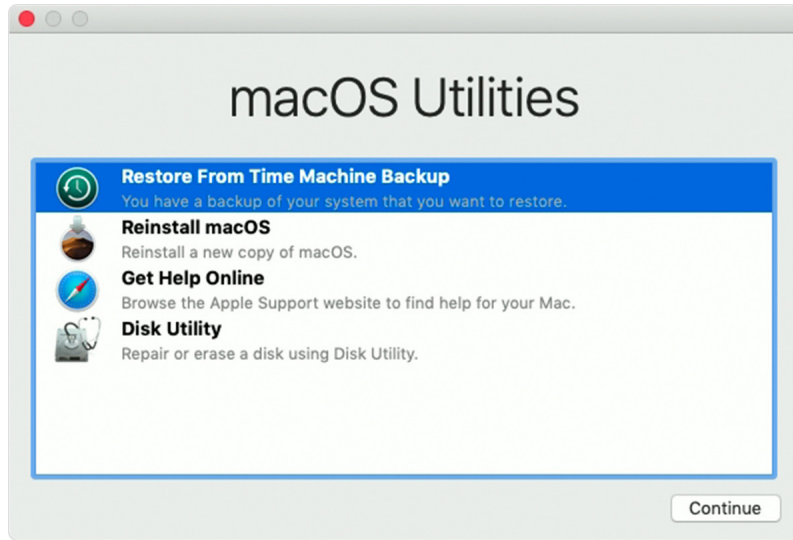 macOS Utilities
Restore From Time Machine Backup
You have a backup of your system that you want to restore.
Reinstall macOS
Reinstall a new copy of macOS.
Get Help Online
Browse the Apple Support website to find help for your Mac.
Disk Utility
Repair or erase a disk using Disk Utility.
Continue